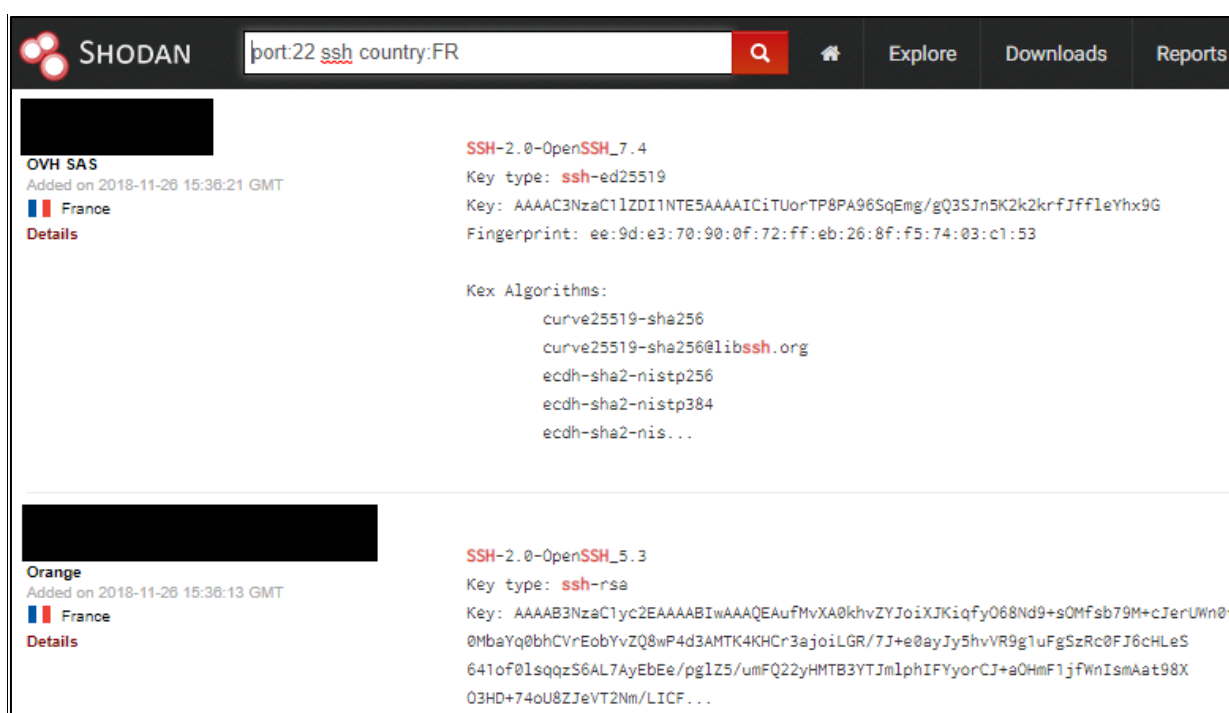 SHODAN
port:22 ssh country:FR
Explore
Downloads
Reports
OVH SAS
Added on 2018-11-26 15:36:21 GMT
France
Details
SSH-2.0-OpenSSH_7.4
Key type: ssh-ed25519
Key: AAAAC3NzaC1lZDI1NTE5AAAAICiTUorTP8PA96SqEmg/gQ3SJn5K2k2krfJffleYhx9G
Fingerprint: ee:9d:e3:70:90:0f:72:ff:eb:26:8f:f5:74:03:c1:53
Kex Algorithms:
curve25519-sha256
curve25519-sha256@libssh.org
ecdh-sha2-nistp256
ecdh-sha2-nistp384
ecdh-sha2-nis...
Orange
Added on 2018-11-26 15:36:13 GMT
France
Details
SSH-2.0-OpenSSH_5.3
Key type: ssh-rsa
Key: AAAAB3NzaC1yc2EAAAABIwAAAQEAufMvXA0khvZYJoiXJKiqfyO68Nd9+sOMfsb79M+cJerUWn0
0MbaYq0bhCVrEobYvZQ8wP4d3AMTK4KHCr3ajoiLGR/7J+e0ayJy5hvVR9g1uFgSzRc0FJ6cHLeS
641of0lsqqzS6AL7AyEbEe/pglZ5/umFQ22yHMTB3YTJmlphIFYyorCJ+aOHmF1jfWnIsmAat98X
O3HD+74oU8ZJeVT2Nm/LICF...